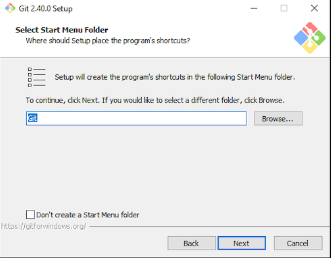 Git 2.40.0 Setup
Select Start Menu Folder
Where should Setup place the program's shortcuts?
Setup will create the program's shortcuts in the following Start Menu folder.
To continue, click Next. If you would like to select a different folder, click Browse.
Git
Browse...
Don't create a Start Menu folder
https://gitforwindows.org/
Back
Next
Cancel